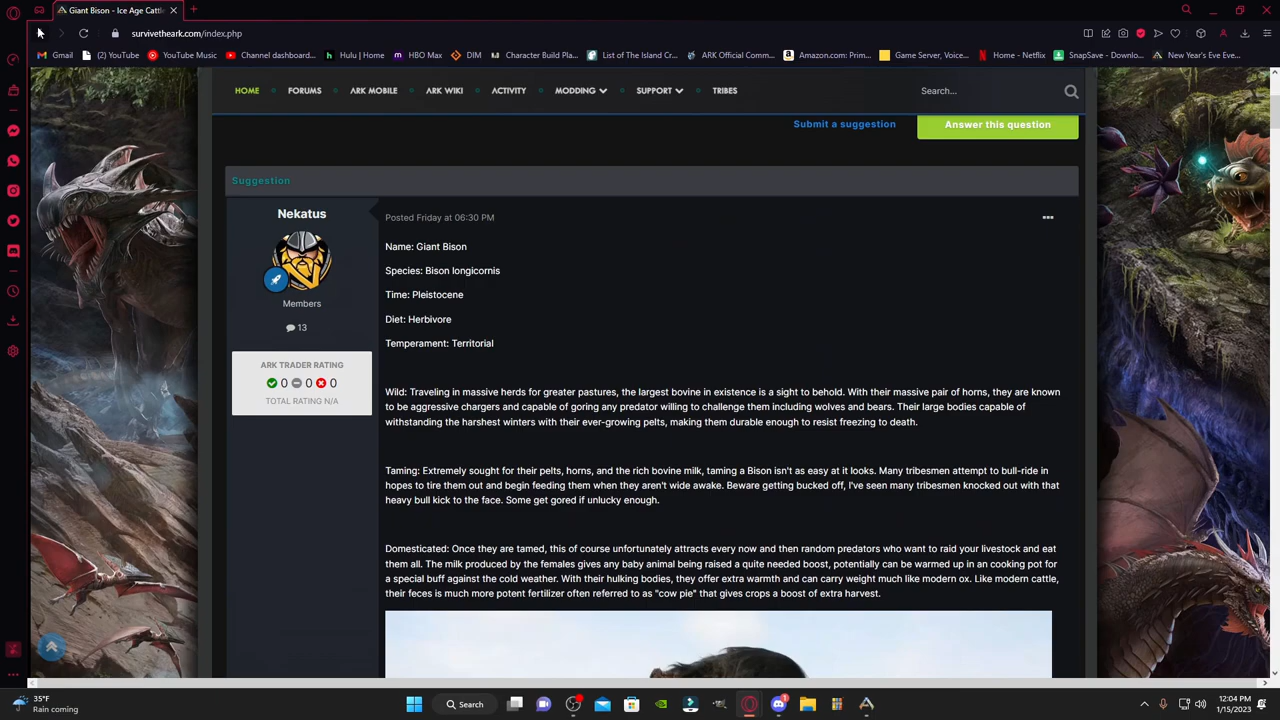 Giant Bison - Ice Age Cattl
survivetheark.com/index.php
Gmail (2) YouTube YouTube Music Channel dashboard... Hulu | Home HBO Max DIM Character Build Pla... List of The Island Cr... ARK Official Comm... Amazon.com: Prim... Game Server, Voice... Home - Netflix SnapSave - Downlo... New Year's Eve Eve...
HOME FORUMS ARK MOBILE ARK WIKI ACTIVITY MODDING SUPPORT TRIBES Search...
Submit a suggestion Answer this question
Suggestion
Nekatus
Posted Friday at 06:30 PM
Members
13
ARK TRADER RATING
0 0 0
TOTAL RATING N/A
Name: Giant Bison
Species: Bison longicornis
Time: Pleistocene
Diet: Herbivore
Temperament: Territorial
Wild: Traveling in massive herds for greater pastures, the largest bovine in existence is a sight to behold. With their massive pair of horns, they are known
to be aggressive chargers and capable of goring any predator willing to challenge them including wolves and bears. Their large bodies capable of
withstanding the harshest winters with their ever-growing pelts, making them durable enough to resist freezing to death.
Taming: Extremely sought for their pelts, horns, and the rich bovine milk, taming a Bison isn't as easy at it looks. Many tribesmen attempt to bull-ride in
hopes to tire them out and begin feeding them when they aren't wide awake. Beware getting bucked off, I've seen many tribesmen knocked out with that
heavy bull kick to the face. Some get gored if unlucky enough.
Domesticated: Once they are tamed, this of course unfortunately attracts every now and then random predators who want to raid your livestock and eat
them all. The milk produced by the females gives any baby animal being raised a quite needed boost, potentially can be warmed up in an cooking pot for
a special buff against the cold weather. With their hulking bodies, they offer extra warmth and can carry weight much like modern ox. Like modern cattle,
their feces is much more potent fertilizer often referred to as "cow pie" that gives crops a boost of extra harvest.
35°F
Rain coming
Search
1
12:04 PM
1/15/2023